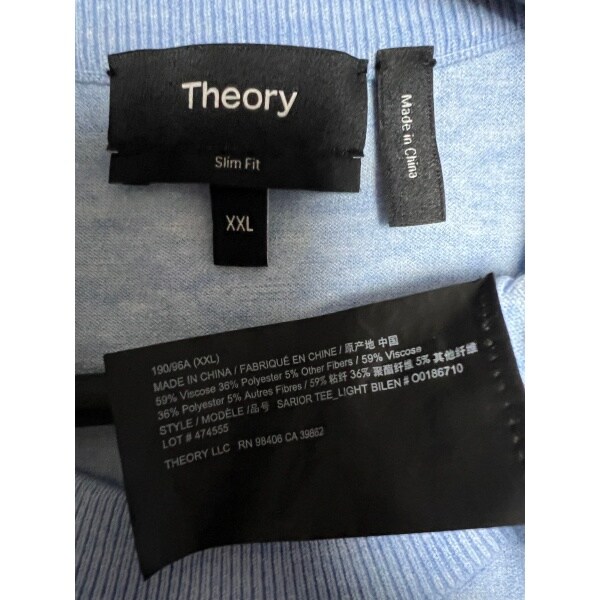 Theory
Slim Fit
XXL
Made in China
190/96A (XXL)
MADE IN CHINA / FABRIQUÉ EN CHINE / 原产地 中国
59% Viscose 36% Polyester 5% Other Fibers / 59% Viscose
36% Polyester 5% Autres Fibres / 59% 粘纤 36% 聚酯纤维 5% 其他纤维
STYLE / MODÈLE /品号 SARIOR TEE_LIGHT BILEN # O0186710
LOT # 474555
THEORY LLC RN 98406 CA 39862